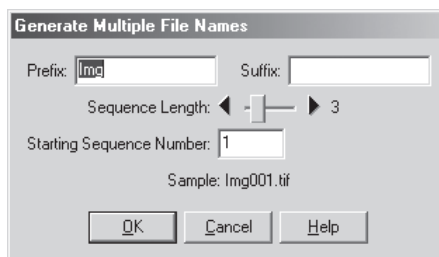 Generate Multiple File Names
Prefix: Img Suffix:
Sequence Length: 3
Starting Sequence Number: 1
Sample: Img001.tif
OK Cancel Help